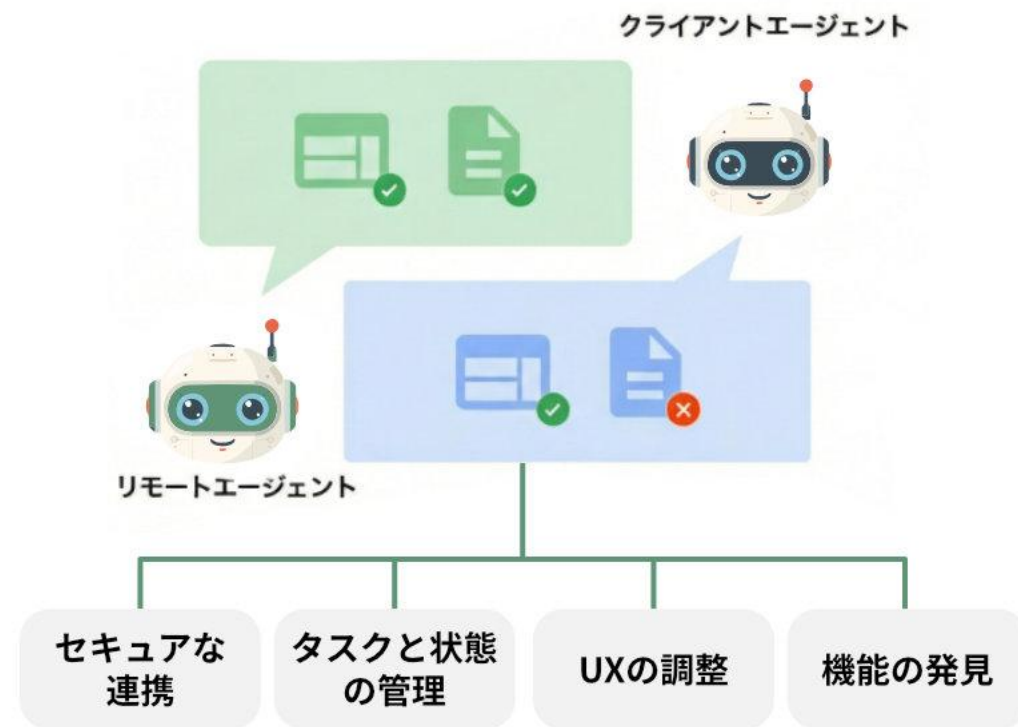 クライアントエージェント
リモートエージェント
セキュアな
連携
タスクと状態
の管理
UXの調整
機能の発見